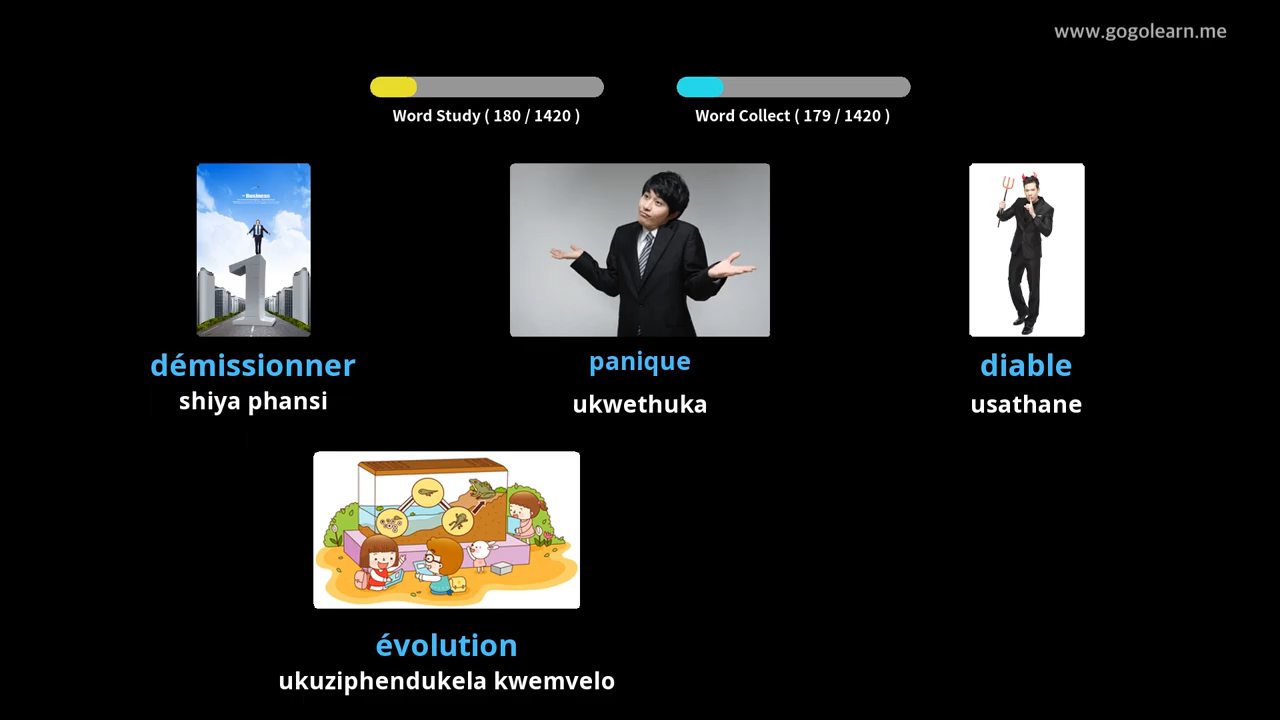 www.gogolearn.me
Word Study ( 180 / 1420 )
Word Collect ( 179 / 1420 )
Business
démissionner
shiya phansi
panique
ukwethuka
diable
usathane
évolution
ukuziphendukela kwemvelo